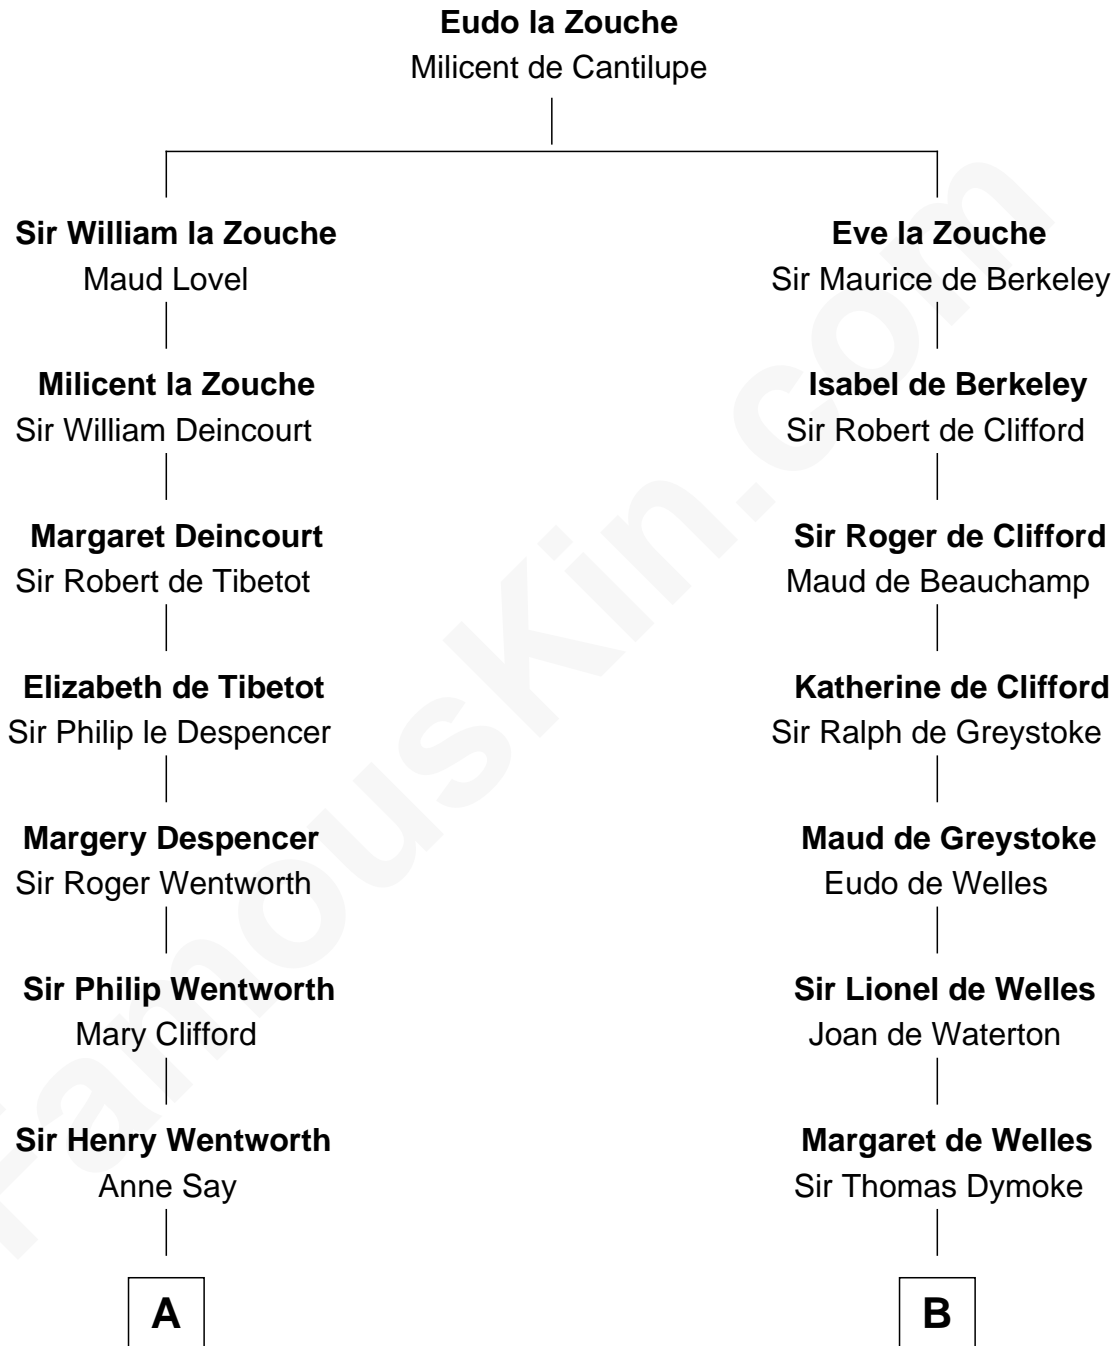 Eudo la Zouche
Milicent de Cantilupe
Sir William la Zouche
Maud Lovel
Eve la Zouche
Sir Maurice de Berkeley
Milicent la Zouche
Sir William Deincourt
Isabel de Berkeley
Sir Robert de Clifford
Margaret Deincourt
Sir Robert de Tibetot
Sir Roger de Clifford
Maud de Beauchamp
Elizabeth de Tibetot
Sir Philip le Despencer
Katherine de Clifford
Sir Ralph de Greystoke
Margery Despencer
Sir Roger Wentworth
Maud de Greystoke
Eudo de Welles
Sir Philip Wentworth
Mary Clifford
Sir Lionel de Welles
Joan de Waterton
Sir Henry Wentworth
Anne Say
Margaret de Welles
Sir Thomas Dymoke
A
B
FamousKin.com